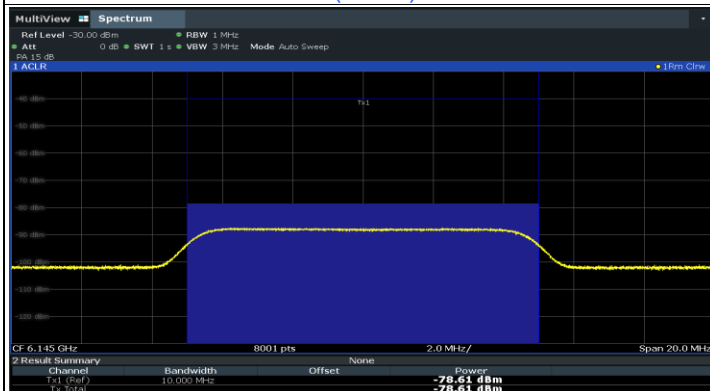 MultiView Spectrum
Ref Level -30.00 dBm RBW 1 MHz
Att 0 dB SWT 1 s VBW 3 MHz Mode Auto Sweep
PA 15 dB
1 ACLR 1Rm Clrw
Tx1
-40 dBm
-50 dBm
-60 dBm
-70 dBm
-80 dBm
-90 dBm
-100 dBm
-110 dBm
-120 dBm
CF 6.145 GHz 8001 pts 2.0 MHz/ Span 20.0 MHz
2 Result Summary None
Channel Bandwidth Offset Power
Tx1 (Ref) 10.000 MHz -78.61 dBm
Tx Total -78.61 dBm